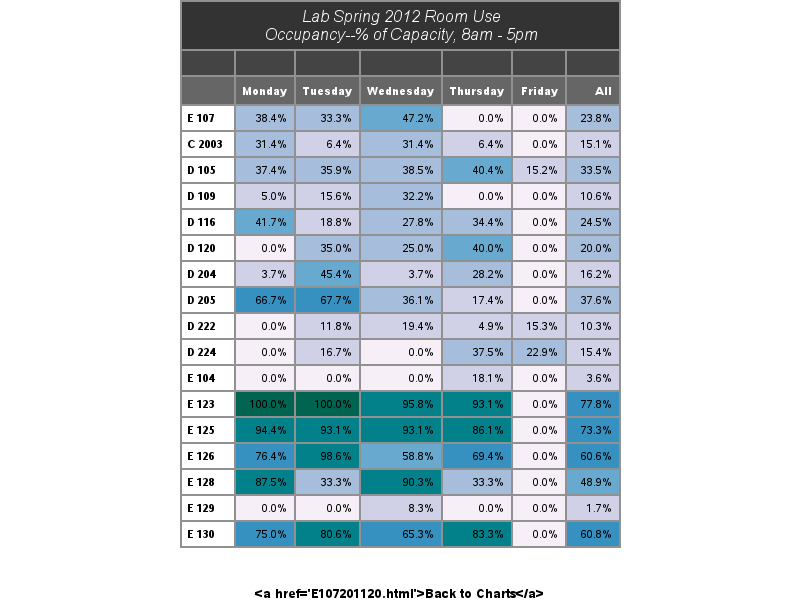 Lab Spring 2012 Room Use
Occupancy--% of Capacity, 8am - 5pm
Monday Tuesday Wednesday Thursday Friday All
E 107 38.4% 33.3% 47.2% 0.0% 0.0% 23.8%
C 2003 31.4% 6.4% 31.4% 6.4% 0.0% 15.1%
D 105 37.4% 35.9% 38.5% 40.4% 15.2% 33.5%
D 109 5.0% 15.6% 32.2% 0.0% 0.0% 10.6%
D 116 41.7% 18.8% 27.8% 34.4% 0.0% 24.5%
D 120 0.0% 35.0% 25.0% 40.0% 0.0% 20.0%
D 204 3.7% 45.4% 3.7% 28.2% 0.0% 16.2%
D 205 66.7% 67.7% 36.1% 17.4% 0.0% 37.6%
D 222 0.0% 11.8% 19.4% 4.9% 15.3% 10.3%
D 224 0.0% 16.7% 0.0% 37.5% 22.9% 15.4%
E 104 0.0% 0.0% 0.0% 18.1% 0.0% 3.6%
E 123 100.0% 100.0% 95.8% 93.1% 0.0% 77.8%
E 125 94.4% 93.1% 93.1% 86.1% 0.0% 73.3%
E 126 76.4% 98.6% 58.8% 69.4% 0.0% 60.6%
E 128 87.5% 33.3% 90.3% 33.3% 0.0% 48.9%
E 129 0.0% 0.0% 8.3% 0.0% 0.0% 1.7%
E 130 75.0% 80.6% 65.3% 83.3% 0.0% 60.8%
<a href='E107201120.html'>Back to Charts</a>